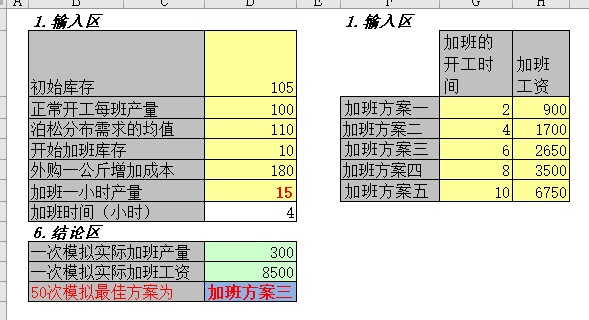 A B C D E F G H
1.输入区 1.输入区
初始库存 105
正常开工每班产量 100
泊松分布需求的均值 110
开始加班库存 10
外购一公斤增加成本 180
加班一小时产量 15
加班时间（小时） 4
加班的开工时间 加班工资
加班方案一 2 900
加班方案二 4 1700
加班方案三 6 2650
加班方案四 8 3500
加班方案五 10 6750
6.结论区
一次模拟实际加班产量 300
一次模拟实际加班工资 8500
50次模拟最佳方案为 加班方案三